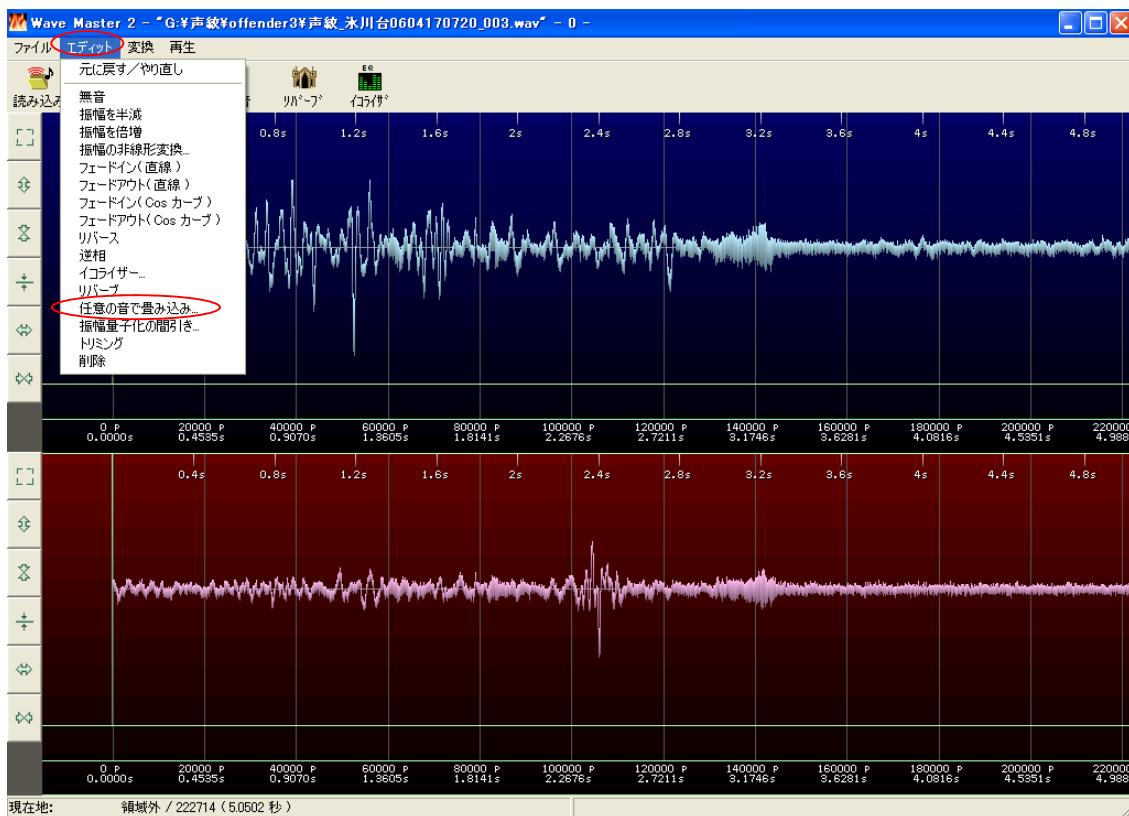 Wave Master 2 - "G:¥声紋¥offender3¥声紋_氷川台0604170720_003.wav" - 0 -
ファイル エディット 変換 再生
元に戻す／やり直し
読み込み
リバーブ イコライザ
EQ
無音
振幅を半減
振幅を倍増
振幅の非線形変換...
フェードイン(直線)
フェードアウト(直線)
フェードイン(Cos カーブ)
フェードアウト(Cos カーブ)
リバース
逆相
イコライザー...
リバーブ
任意の音で畳み込み...
振幅量子化の間引き...
トリミング
削除
0.8s 1.2s 1.6s 2s 2.4s 2.8s 3.2s 3.6s 4s 4.4s 4.8s
0 P 20000 P 40000 P 60000 P 80000 P 100000 P 120000 P 140000 P 160000 P 180000 P 200000 P 220000
0.0000s 0.4535s 0.9070s 1.3605s 1.8141s 2.2676s 2.7211s 3.1746s 3.6281s 4.0816s 4.5351s 4.988
0.4s 0.8s 1.2s 1.6s 2s 2.4s 2.8s 3.2s 3.6s 4s 4.4s 4.8s
0 P 20000 P 40000 P 60000 P 80000 P 100000 P 120000 P 140000 P 160000 P 180000 P 200000 P 220000
0.0000s 0.4535s 0.9070s 1.3605s 1.8141s 2.2676s 2.7211s 3.1746s 3.6281s 4.0816s 4.5351s 4.988
現在地: 領域外 / 222714 ( 5.0502 秒 )